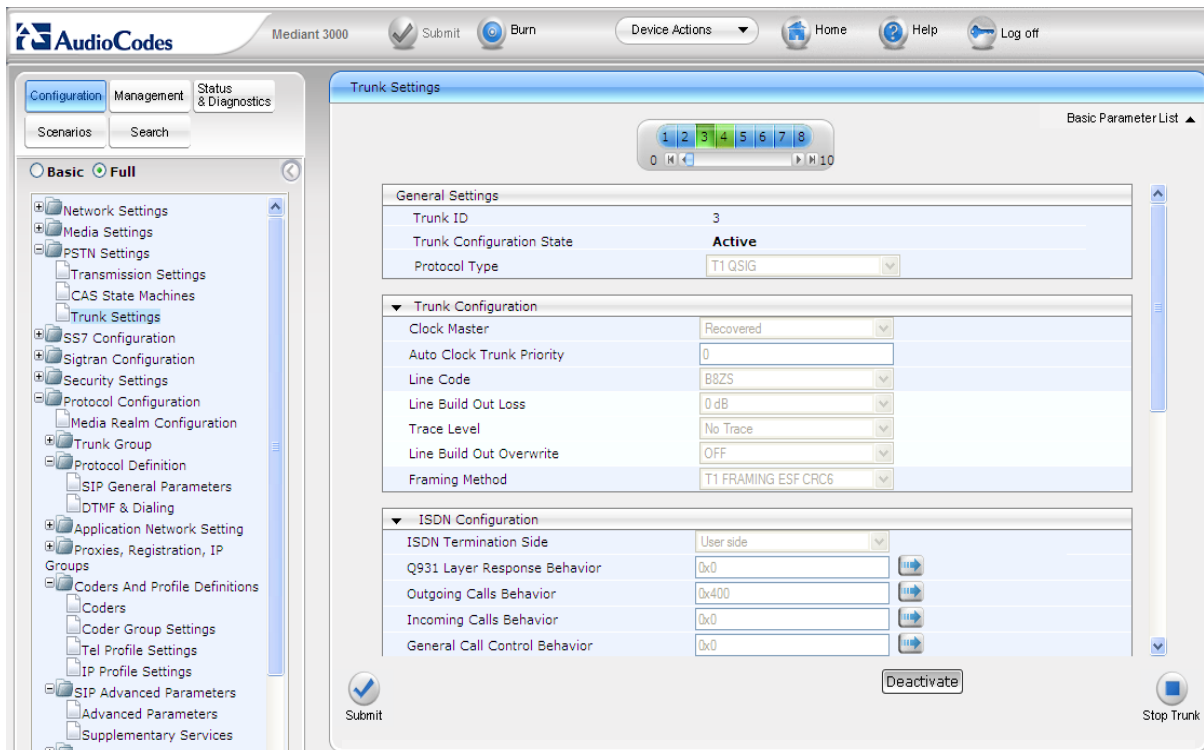 AudioCodes
Mediant 3000
Submit
Burn
Device Actions
Home
Help
Log off
Configuration
Management
Status
& Diagnostics
Scenarios
Search
Basic Full
Network Settings
Media Settings
PSTN Settings
Transmission Settings
CAS State Machines
Trunk Settings
SS7 Configuration
Sigtran Configuration
Security Settings
Protocol Configuration
Media Realm Configuration
Trunk Group
Protocol Definition
SIP General Parameters
DTMF & Dialing
Application Network Setting
Proxies, Registration, IP
Groups
Coders And Profile Definitions
Coders
Coder Group Settings
Tel Profile Settings
IP Profile Settings
SIP Advanced Parameters
Advanced Parameters
Supplementary Services
Trunk Settings
Basic Parameter List
1 2 3 4 5 6 7 8
0 10
General Settings
Trunk ID 3
Trunk Configuration State Active
Protocol Type T1 QSIG
Trunk Configuration
Clock Master Recovered
Auto Clock Trunk Priority 0
Line Code B8ZS
Line Build Out Loss 0 dB
Trace Level No Trace
Line Build Out Overwrite OFF
Framing Method T1 FRAMING ESF CRC6
ISDN Configuration
ISDN Termination Side User side
Q931 Layer Response Behavior 0x0
Outgoing Calls Behavior 0x400
Incoming Calls Behavior 0x0
General Call Control Behavior 0x0
Deactivate
Submit
Stop Trunk